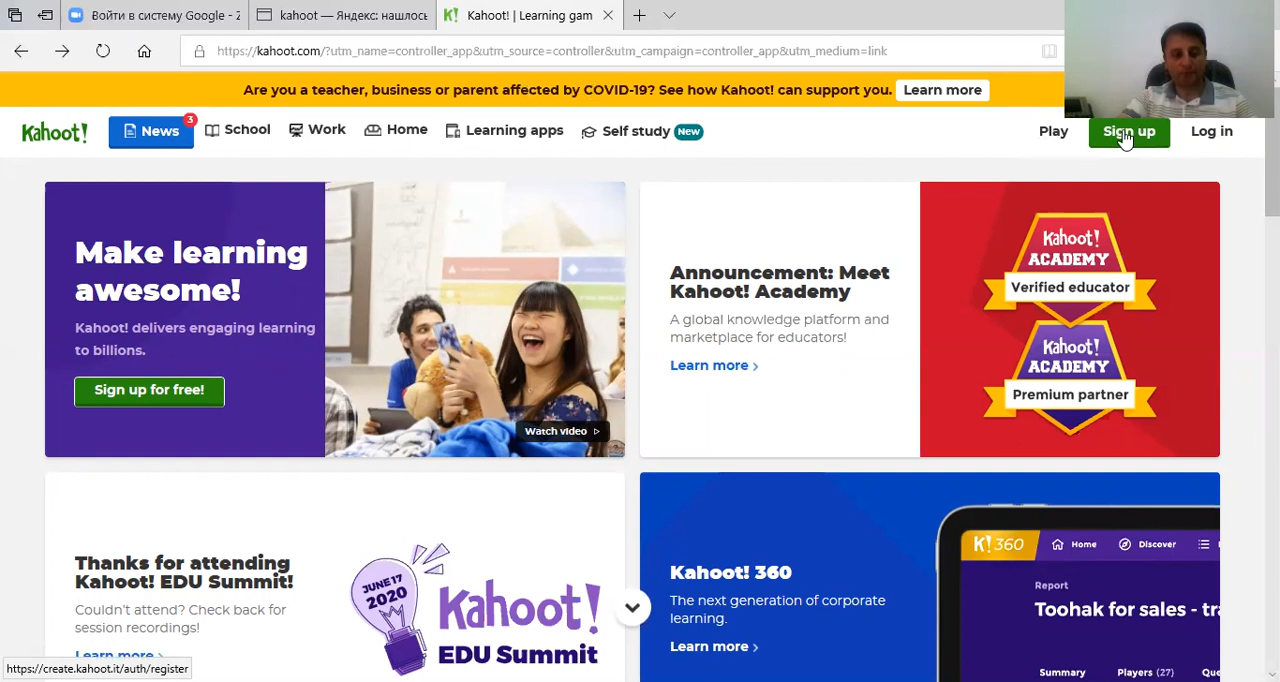 Войти в систему Google - Z
kahoot — Яндекс: нашлось
K! Kahoot! | Learning gam
https://kahoot.com/?utm_name=controller_app&utm_source=controller&utm_campaign=controller_app&utm_medium=link
Are you a teacher, business or parent affected by COVID-19? See how Kahoot! can support you. Learn more
Kahoot! News 3 School Work Home Learning apps Self study New Play Sign up Log in
Make learning
awesome!
Kahoot! delivers engaging learning
to billions.
Sign up for free!
Watch video
Announcement: Meet
Kahoot! Academy
A global knowledge platform and
marketplace for educators!
Learn more
Kahoot!
ACADEMY
Verified educator
Kahoot!
ACADEMY
Premium partner
Thanks for attending
Kahoot! EDU Summit!
Couldn't attend? Check back for
session recordings!
Learn more
JUNE 17
2020
Kahoot!
EDU Summit
Kahoot! 360
The next generation of corporate
learning.
Learn more
K! 360 Home Discover
Report
Toohak for sales - tra
Summary Players (27) Que
https://create.kahoot.it/auth/register